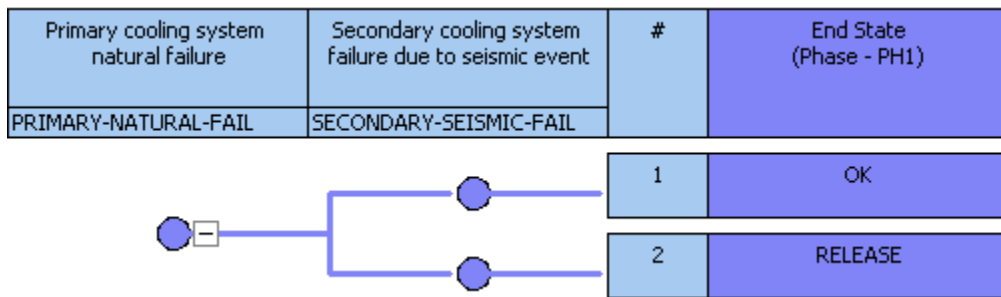 Primary cooling system
natural failure
Secondary cooling system
failure due to seismic event
#
End State
(Phase - PH1)
PRIMARY-NATURAL-FAIL
SECONDARY-SEISMIC-FAIL
1
OK
2
RELEASE